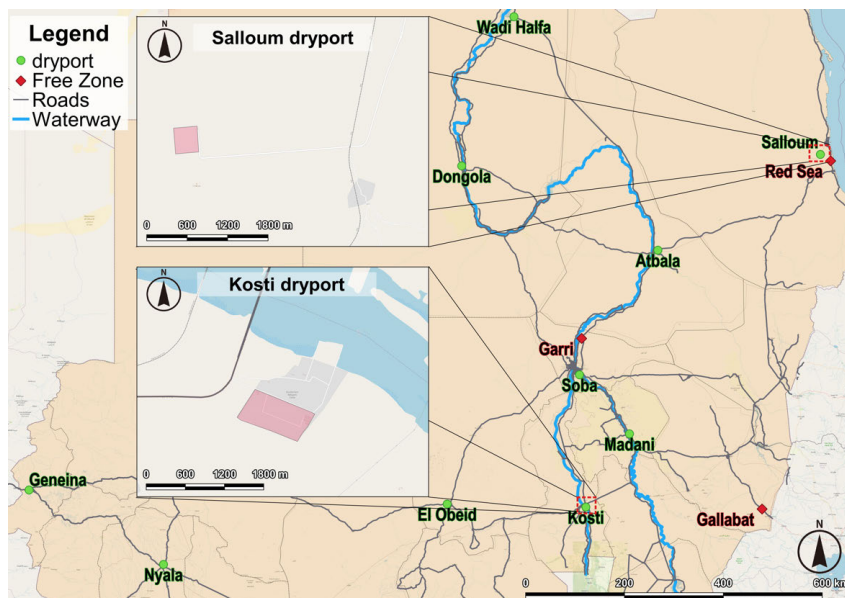 Legend
dryport
Free Zone
Roads
Waterway
N
Salloum dryport
0 600 1200 1800 m
N
Kosti dryport
0 600 1200 1800 m
Wadi Halfa
Salloum
Red Sea
Dongola
Atbala
Garri
Soba
Madani
Geneina
El Obeid
Kosti
Gallabat
Nyala
N
0 200 400 600 km